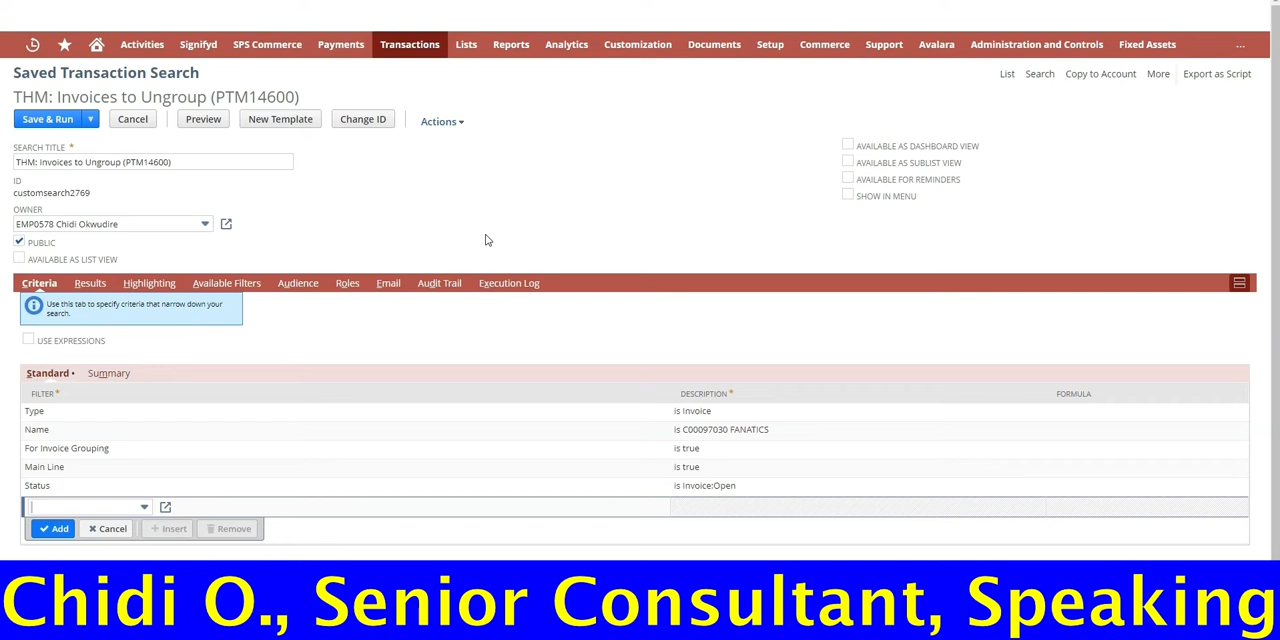 Activities Signifyd SPS Commerce Payments Transactions Lists Reports Analytics Customization Documents Setup Commerce Support Avalara Administration and Controls Fixed Assets ...
Saved Transaction Search
List Search Copy to Account More Export as Script
THM: Invoices to Ungroup (PTM14600)
Save & Run Cancel Preview New Template Change ID Actions
SEARCH TITLE *
THM: Invoices to Ungroup (PTM14600)
ID
customsearch2769
OWNER
EMP0578 Chidi Okwudire
PUBLIC
AVAILABLE AS LIST VIEW
AVAILABLE AS DASHBOARD VIEW
AVAILABLE AS SUBLIST VIEW
AVAILABLE FOR REMINDERS
SHOW IN MENU
Criteria Results Highlighting Available Filters Audience Roles Email Audit Trail Execution Log
Use this tab to specify criteria that narrow down your
search.
USE EXPRESSIONS
Standard • Summary
FILTER * DESCRIPTION * FORMULA
Type is Invoice
Name is C00097030 FANATICS
For Invoice Grouping is true
Main Line is true
Status is Invoice:Open
Add Cancel Insert Remove
Chidi O., Senior Consultant, Speaking